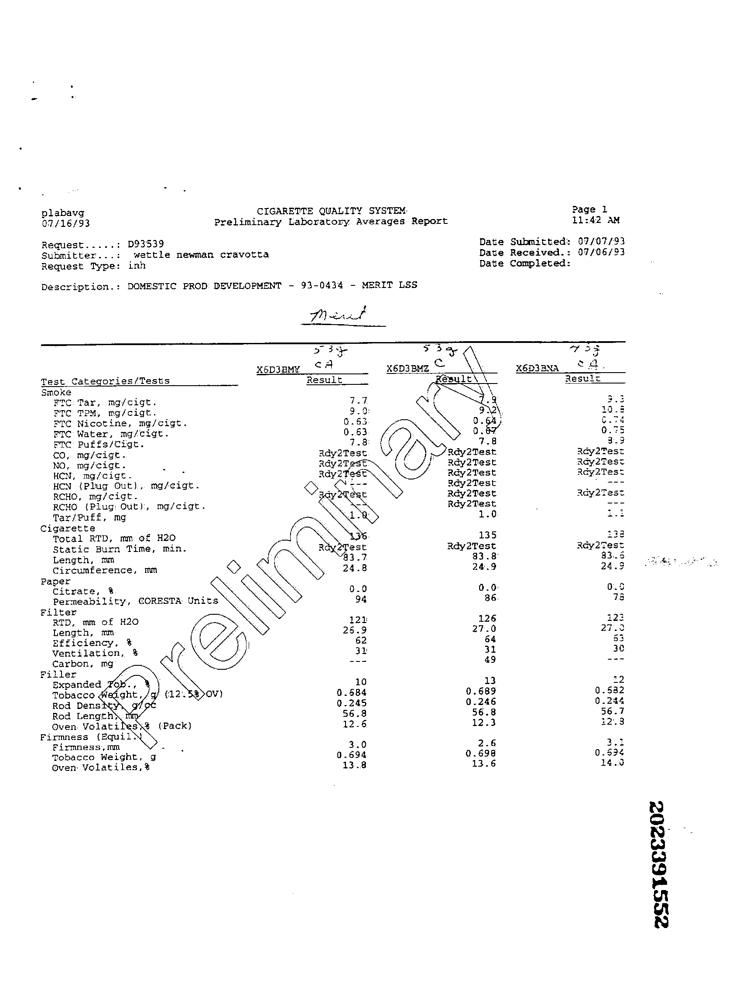 plabavg CIGARETTE QUALITY SYSTEM Page 1
07/16/93 Preliminary Laboratory Averages Report 11:42 AM
Request.....: D93539 Date Submitted: 07/07/93
Submitter...: wettle newman cravotta Date Received.: 07/06/93
Request Type: inh Date Completed:
Description.: DOMESTIC PROD DEVELOPMENT - 93-0434 - MERIT LSS
Merit
53g 53g 73g
X6D3BMY CA X6D3BMZ C X6D3BNA CA.
Test Categories/Tests Result Result Result
Smoke
FTC Tar, mg/cigt. 7.7 7.9 9.3
FTC TPM, mg/cigt. 9.0 9.2 10.8
FTC Nicotine, mg/cigt. 0.63 0.64 0.74
FTC Water, mg/cigt. 0.63 0.67 0.75
FTC Puffs/Cigt. 7.8 7.8 8.9
CO, mg/cigt. Rdy2Test Rdy2Test Rdy2Test
NO, mg/cigt. Rdy2Test Rdy2Test Rdy2Test
HCN, mg/cigt. Rdy2Test Rdy2Test Rdy2Test
HCN (Plug Out), mg/cigt. --- Rdy2Test ---
RCHO, mg/cigt. Rdy2Test Rdy2Test Rdy2Test
RCHO (Plug Out), mg/cigt. --- Rdy2Test ---
Tar/Puff, mg 1.0 1.0 1.1
Cigarette
Total RTD, mm of H2O 136 135 138
Static Burn Time, min. Rdy2Test Rdy2Test Rdy2Test
Length, mm 83.7 83.8 83.6
Circumference, mm 24.8 24.9 24.9
Paper
Citrate, % 0.0 0.0 0.0
Permeability, CORESTA Units 94 86 78
Filter
RTD, mm of H2O 121 126 123
Length, mm 26.9 27.0 27.0
Efficiency, % 62 64 63
Ventilation, % 31 31 30
Carbon, mg --- 49 ---
Filler
Expanded Tob., % 10 13 12
Tobacco Weight, g (12.5% OV) 0.684 0.689 0.682
Rod Density, g/cc 0.245 0.246 0.244
Rod Length, mm 56.8 56.8 56.7
Oven Volatiles,% (Pack) 12.6 12.3 12.8
Firmness (Equil.)
Firmness,mm 3.0 2.6 3.1
Tobacco Weight, g 0.694 0.698 0.694
Oven Volatiles,% 13.8 13.6 14.0
Preliminary
2023391552